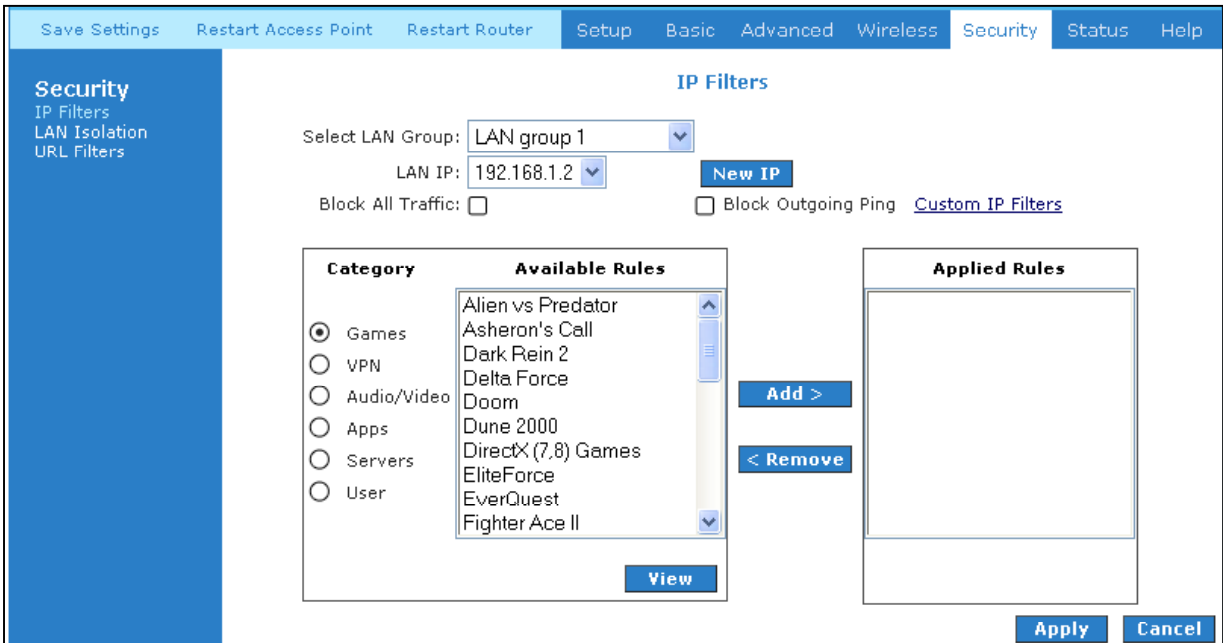 Save Settings Restart Access Point Restart Router Setup Basic Advanced Wireless Security Status Help
Security
IP Filters
LAN Isolation
URL Filters
IP Filters
Select LAN Group: LAN group 1
LAN IP: 192.168.1.2 New IP
Block All Traffic: Block Outgoing Ping Custom IP Filters
Category
Games
VPN
Audio/Video
Apps
Servers
User
Available Rules
Alien vs Predator
Asheron's Call
Dark Rein 2
Delta Force
Doom
Dune 2000
DirectX (7,8) Games
EliteForce
EverQuest
Fighter Ace II
View
Add >
< Remove
Applied Rules
Apply Cancel